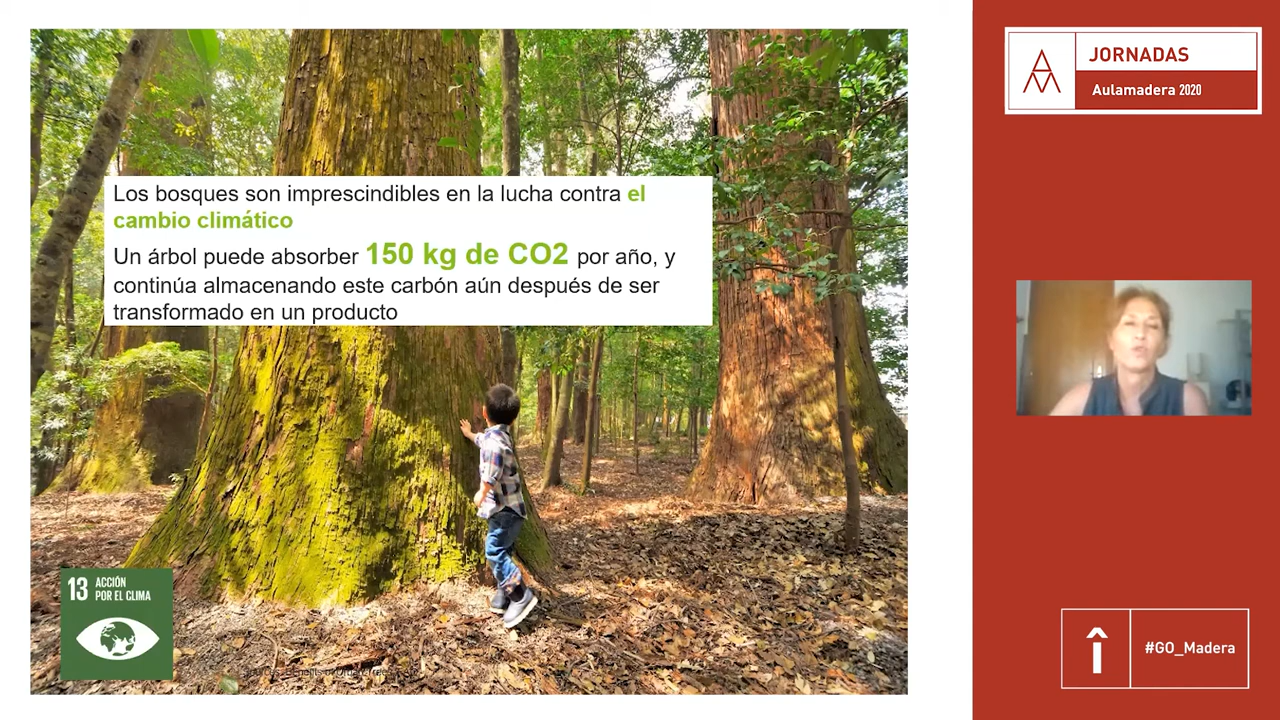 Los bosques son imprescindibles en la lucha contra el
cambio climático
Un árbol puede absorber 150 kg de CO2 por año, y
continúa almacenando este carbón aún después de ser
transformado en un producto
13 ACCIÓN
POR EL CLIMA
JORNADAS
Aulamadera 2020
#GO_Madera